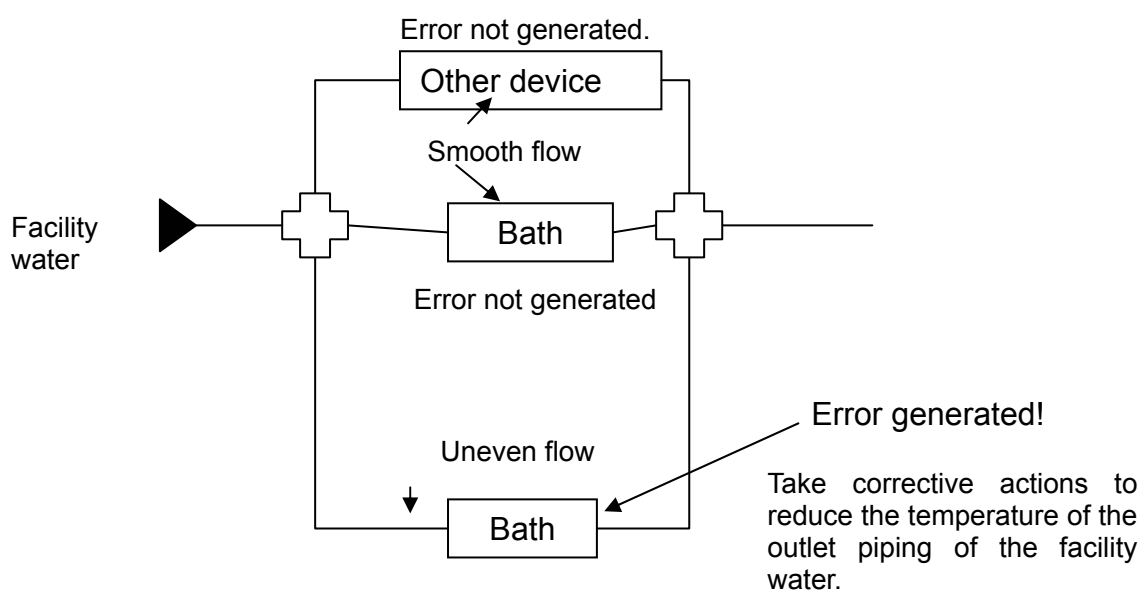 Error not generated.
Other device
Smooth flow
Facility
water
Bath
Error not generated
Error generated!
Uneven flow
Take corrective actions to
reduce the temperature of the
outlet piping of the facility
water.
Bath